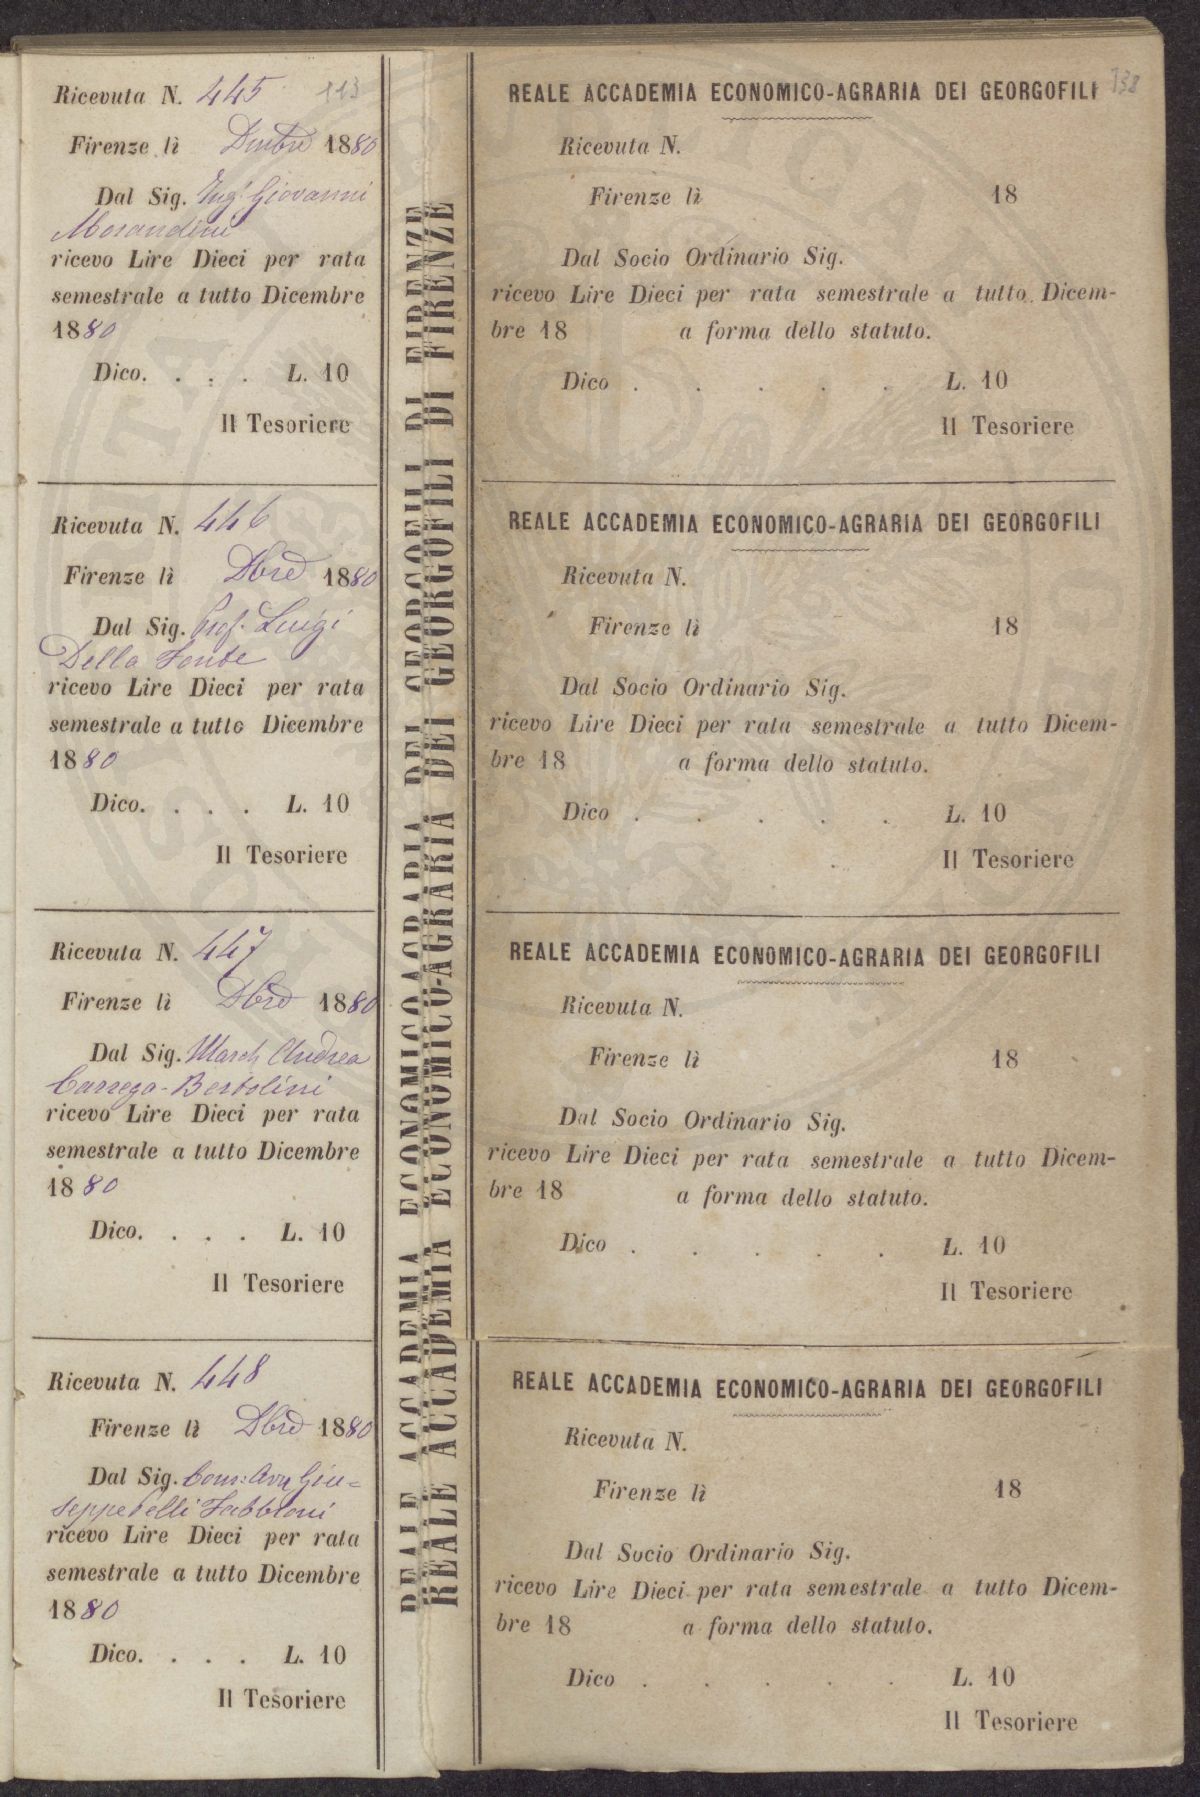 Ricevuta N. 445
113
Firenze lì Dmbre 1880
Dal Sig. Ingr Giovanni
Morandini
ricevo Lire Dieci per rata
semestrale a tutto Dicembre
1880
Dico. . . . L. 10
Il Tesoriere
Ricevuta N. 446
Firenze lì Dbre 1880
Dal Sig. Prof. Luigi
Della Fonte
ricevo Lire Dieci per rata
semestrale a tutto Dicembre
1880
Dico. . . . L. 10
Il Tesoriere
Ricevuta N. 447
Firenze lì Dbre 1880
Dal Sig. March Andrea
Carrega-Bertolini
ricevo Lire Dieci per rata
semestrale a tutto Dicembre
1880
Dico. . . . L. 10
Il Tesoriere
Ricevuta N. 448
Firenze lì Dbre 1880
Dal Sig. Com: Avv Giu=
seppe Pelli Fabbroni
ricevo Lire Dieci per rata
semestrale a tutto Dicembre
1880
Dico. . . . L. 10
Il Tesoriere
REALE ACCADEMIA ECONOMICO-AGRARIA DEI GEORGOFILI DI FIRENZE
REALE ACCADEMIA ECONOMICO-AGRARIA DEI GEORGOFILI DI FIRENZE
REALE ACCADEMIA ECONOMICO-AGRARIA DEI GEORGOFILI
138
Ricevuta N.
Firenze lì 18
Dal Socio Ordinario Sig.
ricevo Lire Dieci per rata semestrale a tutto Dicem-
bre 18 a forma dello statuto.
Dico . . . . . L. 10
Il Tesoriere
REALE ACCADEMIA ECONOMICO-AGRARIA DEI GEORGOFILI
Ricevuta N.
Firenze lì 18
Dal Socio Ordinario Sig.
ricevo Lire Dieci per rata semestrale a tutto Dicem-
bre 18 a forma dello statuto.
Dico . . . . . L. 10
Il Tesoriere
REALE ACCADEMIA ECONOMICO-AGRARIA DEI GEORGOFILI
Ricevuta N.
Firenze lì 18
Dal Socio Ordinario Sig.
ricevo Lire Dieci per rata semestrale a tutto Dicem-
bre 18 a forma dello statuto.
Dico . . . . . L. 10
Il Tesoriere
REALE ACCADEMIA ECONOMICO-AGRARIA DEI GEORGOFILI
Ricevuta N.
Firenze lì 18
Dal Socio Ordinario Sig.
ricevo Lire Dieci per rata semestrale a tutto Dicem-
bre 18 a forma dello statuto.
Dico . . . . . L. 10
Il Tesoriere